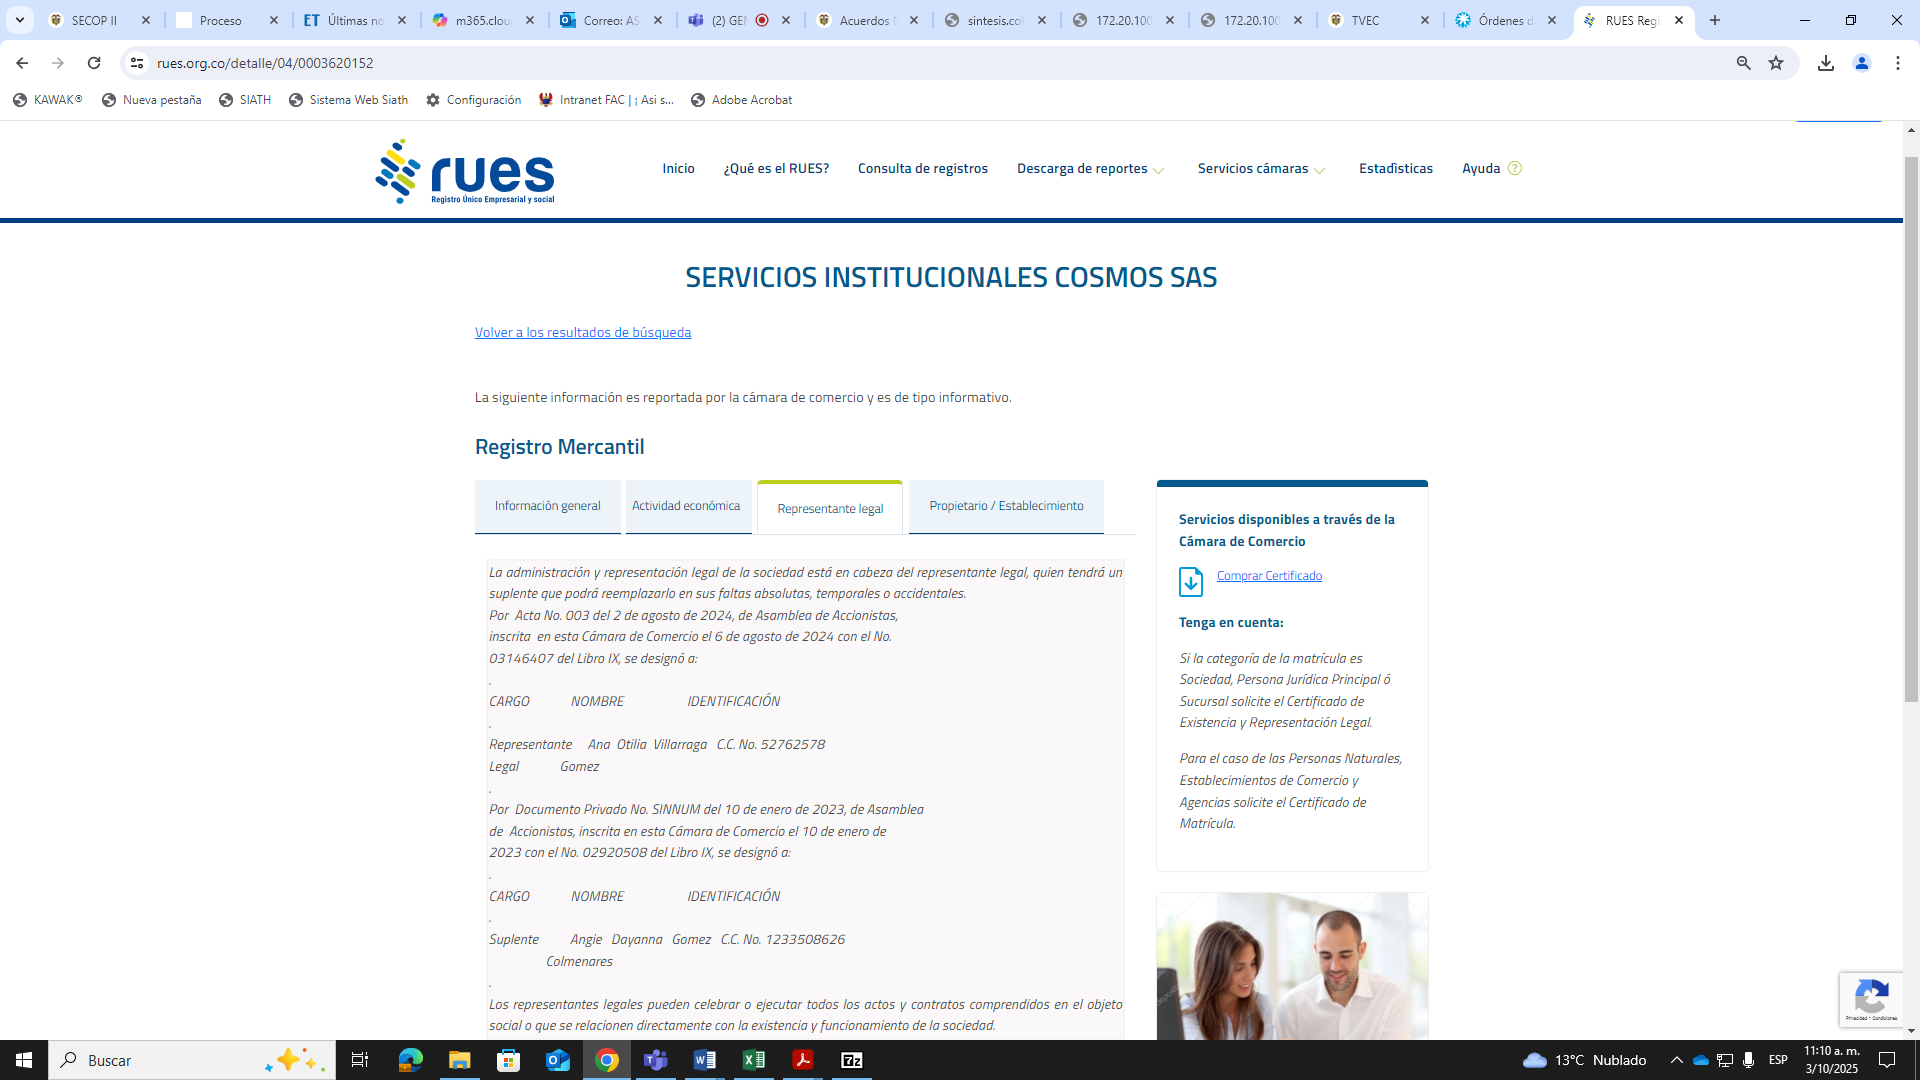 SECOP II
Proceso
ET Últimas no
m365.clou
Correo: AS
(2) GEN
Acuerdos
sintesis.co
172.20.100
172.20.100
TVEC
Órdenes d
RUES Regi
rues.org.co/detalle/04/0003620152
KAWAK®
Nueva pestaña
SIATH
Sistema Web Siath
Configuración
Intranet FAC | ¡ Asi s...
Adobe Acrobat
rues
Registro Único Empresarial y social
Inicio
¿Qué es el RUES?
Consulta de registros
Descarga de reportes
Servicios cámaras
Estadìsticas
Ayuda ?
SERVICIOS INSTITUCIONALES COSMOS SAS
Volver a los resultados de búsqueda
La siguiente información es reportada por la cámara de comercio y es de tipo informativo.
Registro Mercantil
Información general
Actividad económica
Representante legal
Propietario / Establecimiento
La administración y representación legal de la sociedad está en cabeza del representante legal, quien tendrá un
suplente que podrá reemplazarlo en sus faltas absolutas, temporales o accidentales.
Por Acta No. 003 del 2 de agosto de 2024, de Asamblea de Accionistas,
inscrita en esta Cámara de Comercio el 6 de agosto de 2024 con el No.
03146407 del Libro IX, se designó a:
.
CARGO NOMBRE IDENTIFICACIÓN
.
Representante Ana Otilia Villarraga C.C. No. 52762578
Legal Gomez
.
Por Documento Privado No. SINNUM del 10 de enero de 2023, de Asamblea
de Accionistas, inscrita en esta Cámara de Comercio el 10 de enero de
2023 con el No. 02920508 del Libro IX, se designó a:
.
CARGO NOMBRE IDENTIFICACIÓN
.
Suplente Angie Dayanna Gomez C.C. No. 1233508626
Colmenares
.
Los representantes legales pueden celebrar o ejecutar todos los actos y contratos comprendidos en el objeto
social o que se relacionen directamente con la existencia y funcionamiento de la sociedad.
Servicios disponibles a través de la
Cámara de Comercio
Comprar Certificado
Tenga en cuenta:
Si la categoría de la matrícula es
Sociedad, Persona Jurídica Principal ó
Sucursal solicite el Certificado de
Existencia y Representación Legal.
Para el caso de las Personas Naturales,
Establecimientos de Comercio y
Agencias solicite el Certificado de
Matrícula.
Privacidad - Condiciones
Buscar
13°C Nublado
ESP
11:10 a. m.
3/10/2025